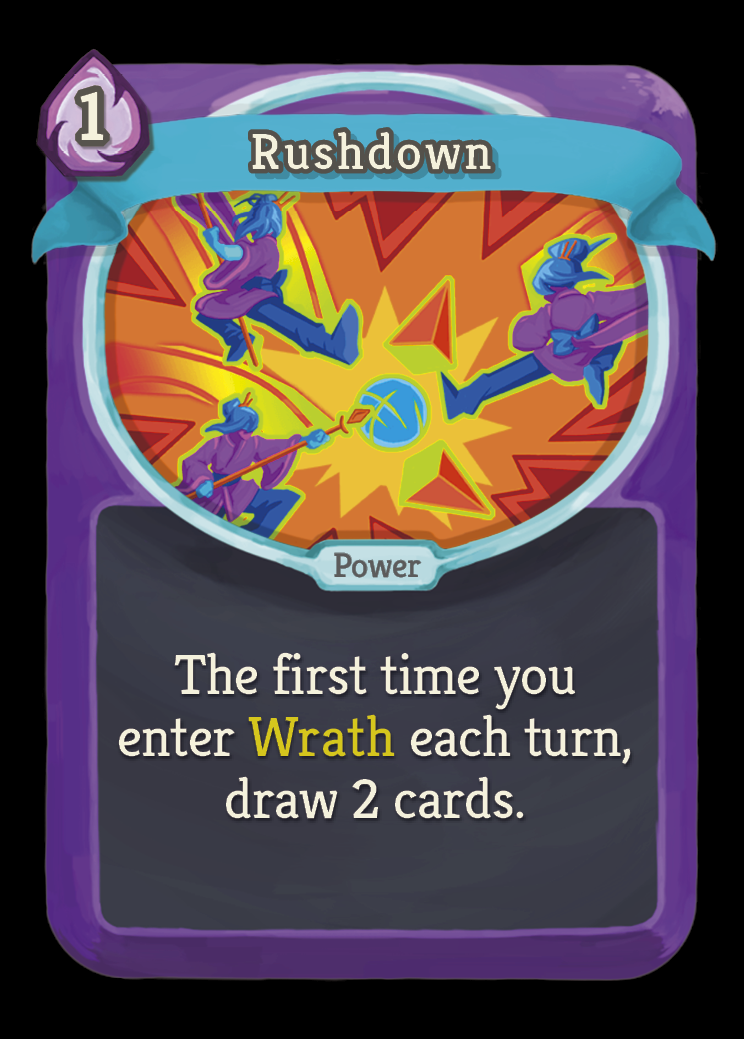 1
Rushdown
Power
The first time you
enter Wrath each turn,
draw 2 cards.